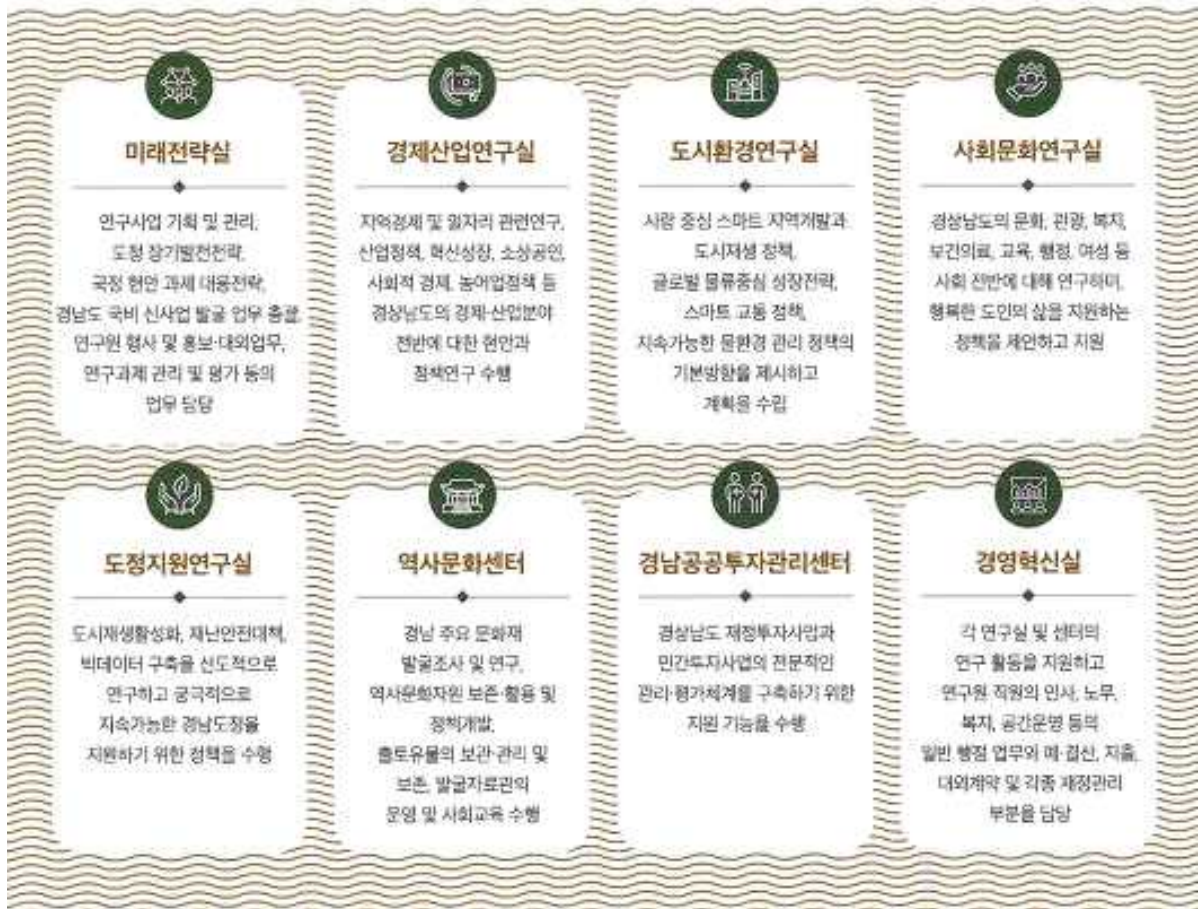 미래전략실
연구사업 기획 및 관리,
도정 장기발전전략,
국정 현안 과제 대응전략,
경남도 국비 신사업 발굴 업무 총괄,
연구원 행사 및 홍보·대외업무,
연구과제 관리 및 평가 등의
업무 담당
경제산업연구실
지역경제 및 일자리 관련연구,
산업정책, 혁신성장, 소상공인,
사회적 경제, 농어업정책 등
경상남도의 경제·산업분야
전반에 대한 현안과
정책연구 수행
도시환경연구실
사람 중심 스마트 지역개발과
도시재생 정책,
글로벌 물류중심 성장전략,
스마트 교통 정책,
지속가능한 물환경 관리 정책의
기본방향을 제시하고
계획을 수립
사회문화연구실
경상남도의 문화, 관광, 복지,
보건의료, 교육, 행정, 여성 등
사회 전반에 대해 연구하며,
행복한 도민의 삶을 지원하는
정책을 제안하고 지원
도정지원연구실
도시재생활성화, 재난안전대책,
빅데이터 구축을 선도적으로
연구하고 궁극적으로
지속가능한 경남도정을
지원하기 위한 정책을 수행
역사문화센터
경남 주요 문화재
발굴조사 및 연구,
역사문화자원 보존·활용 및
정책개발,
출토유물의 보관·관리 및
보존, 발굴자료관의
운영 및 사회교육 수행
경남공공투자관리센터
경상남도 재정투자사업과
민간투자사업의 전문적인
관리·평가체계를 구축하기 위한
지원 기능을 수행
경영혁신실
각 연구실 및 센터의
연구 활동을 지원하고
연구원 직원의 인사, 노무,
복지, 공간운영 등의
일반 행정 업무와 예·결산, 지출,
대외계약 및 각종 재정관리
부분을 담당